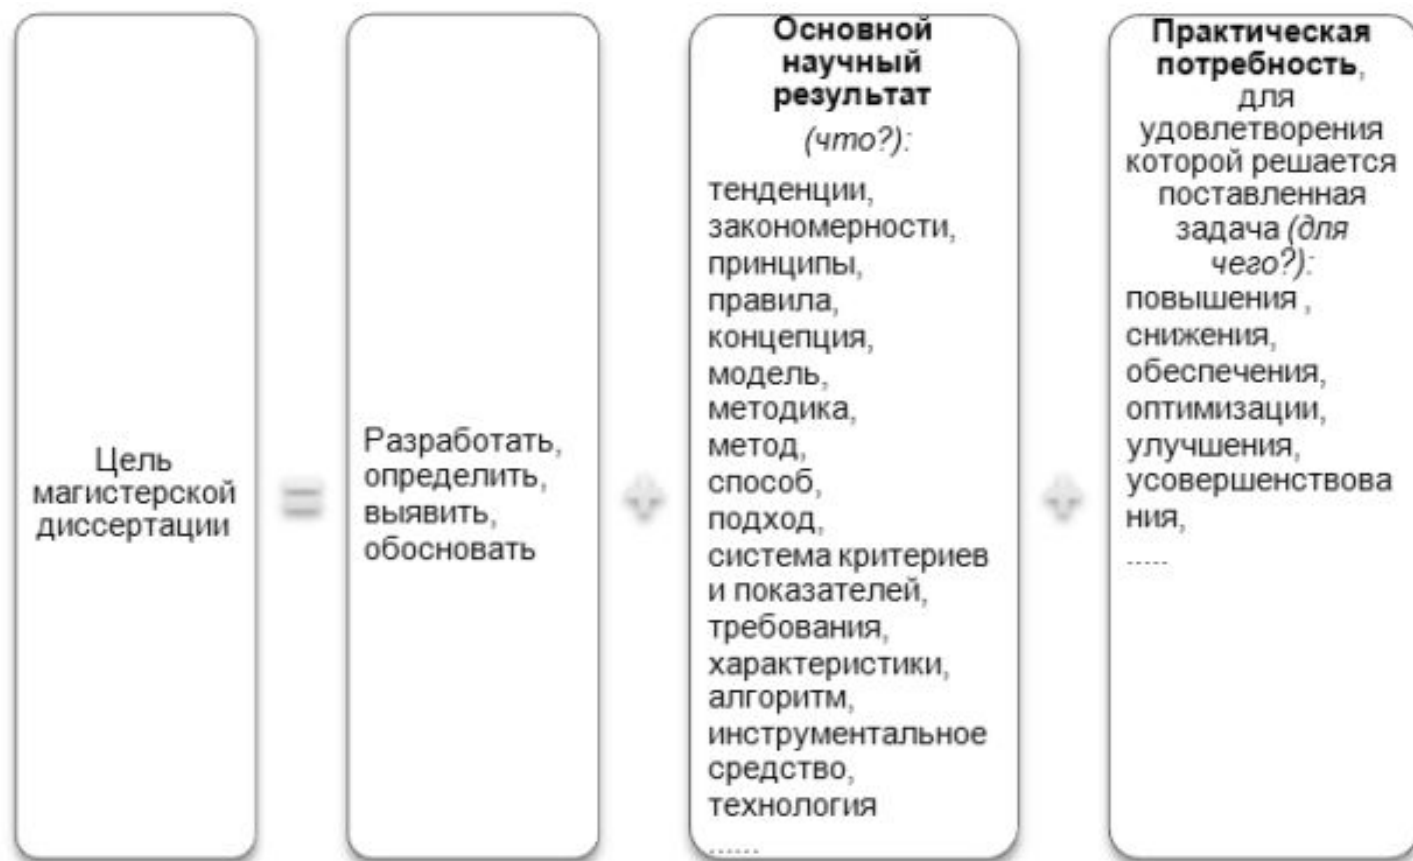 Цель
магистерской
диссертации
=
Разработать,
определить,
выявить,
обосновать
+
Основной
научный
результат
(что?):
тенденции,
закономерности,
принципы,
правила,
концепция,
модель,
методика,
метод,
способ,
подход,
система критериев
и показателей,
требования,
характеристики,
алгоритм,
инструментальное
средство,
технология
......
+
Практическая
потребность,
для
удовлетворения
которой решается
поставленная
задача (для
чего?):
повышения ,
снижения,
обеспечения,
оптимизации,
улучшения,
усовершенствова
ния,
.....